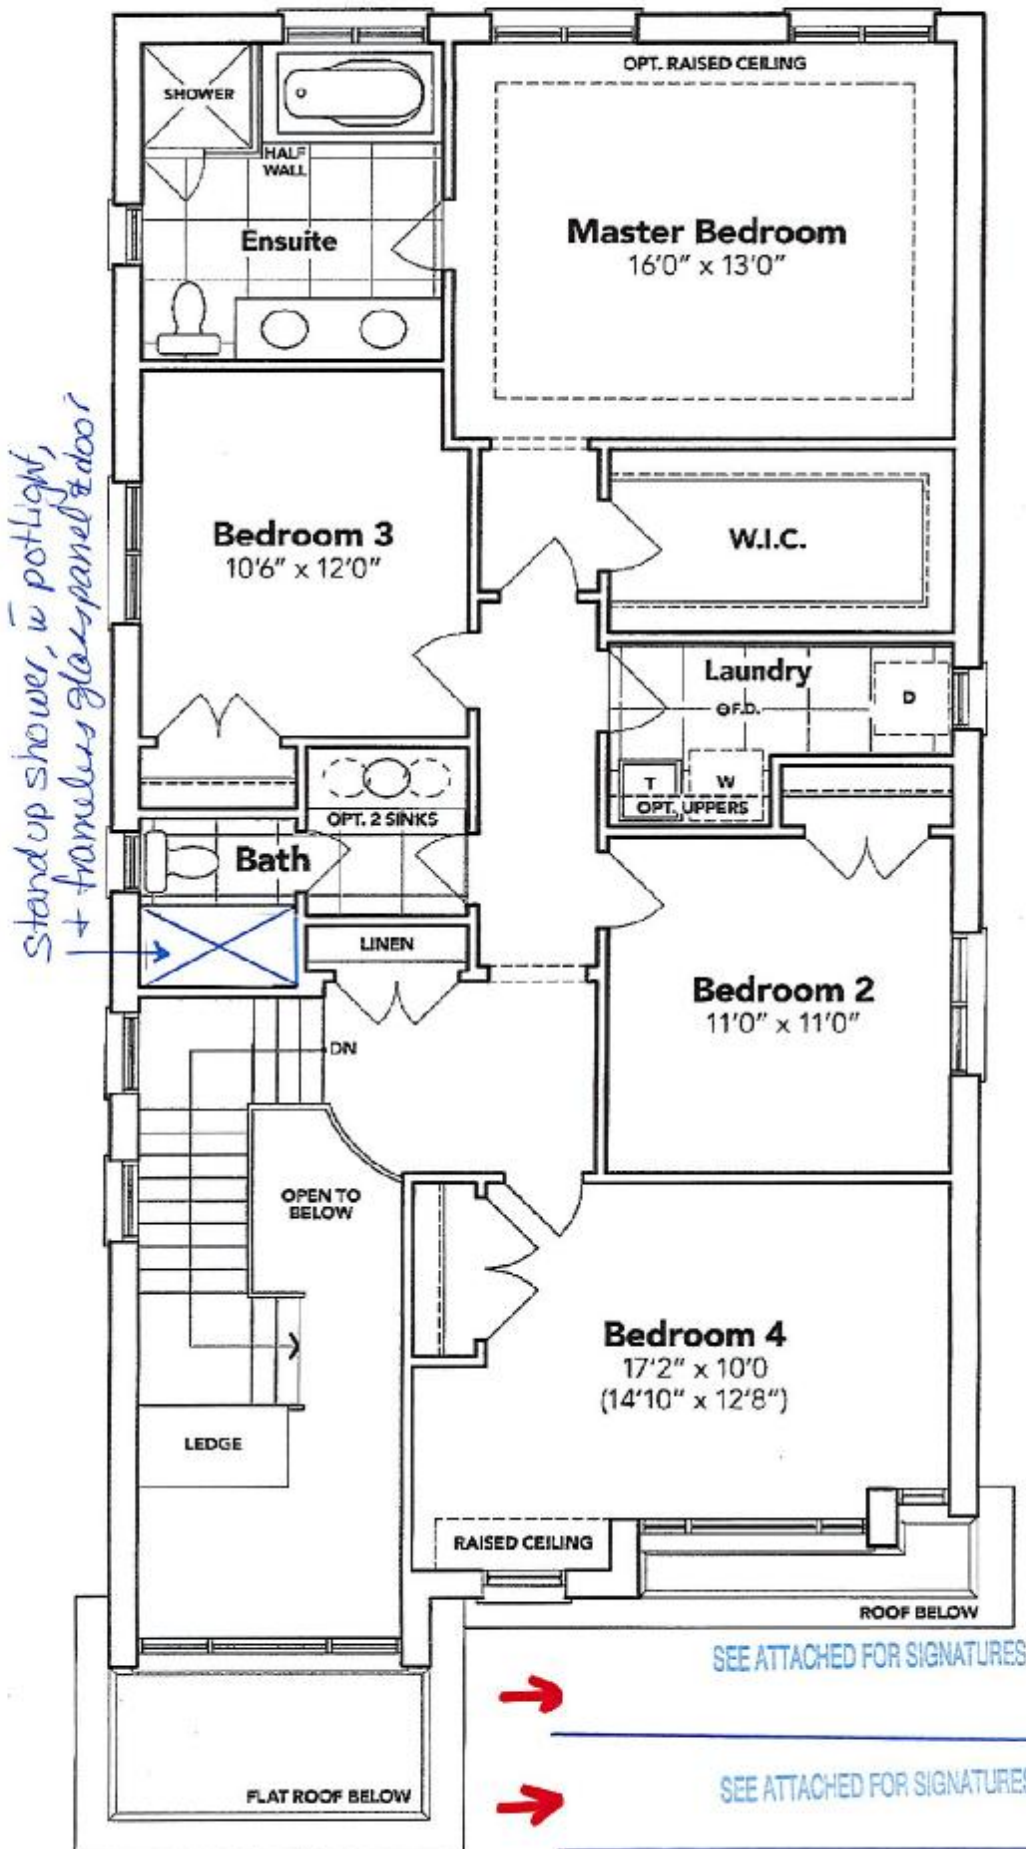 OPT. RAISED CEILING
SHOWER
HALF
WALL
Ensuite
Master Bedroom
16'0" x 13'0"
Stand up shower, w potlight,
+ frameless glass panel & door
Bedroom 3
10'6" x 12'0"
W.I.C.
Laundry
F.D.
D
T
W
OPT. UPPERS
OPT. 2 SINKS
Bath
LINEN
Bedroom 2
11'0" x 11'0"
DN
OPEN TO
BELOW
Bedroom 4
17'2" x 10'0
(14'10" x 12'8")
LEDGE
RAISED CEILING
ROOF BELOW
SEE ATTACHED FOR SIGNATURES
FLAT ROOF BELOW
SEE ATTACHED FOR SIGNATURES